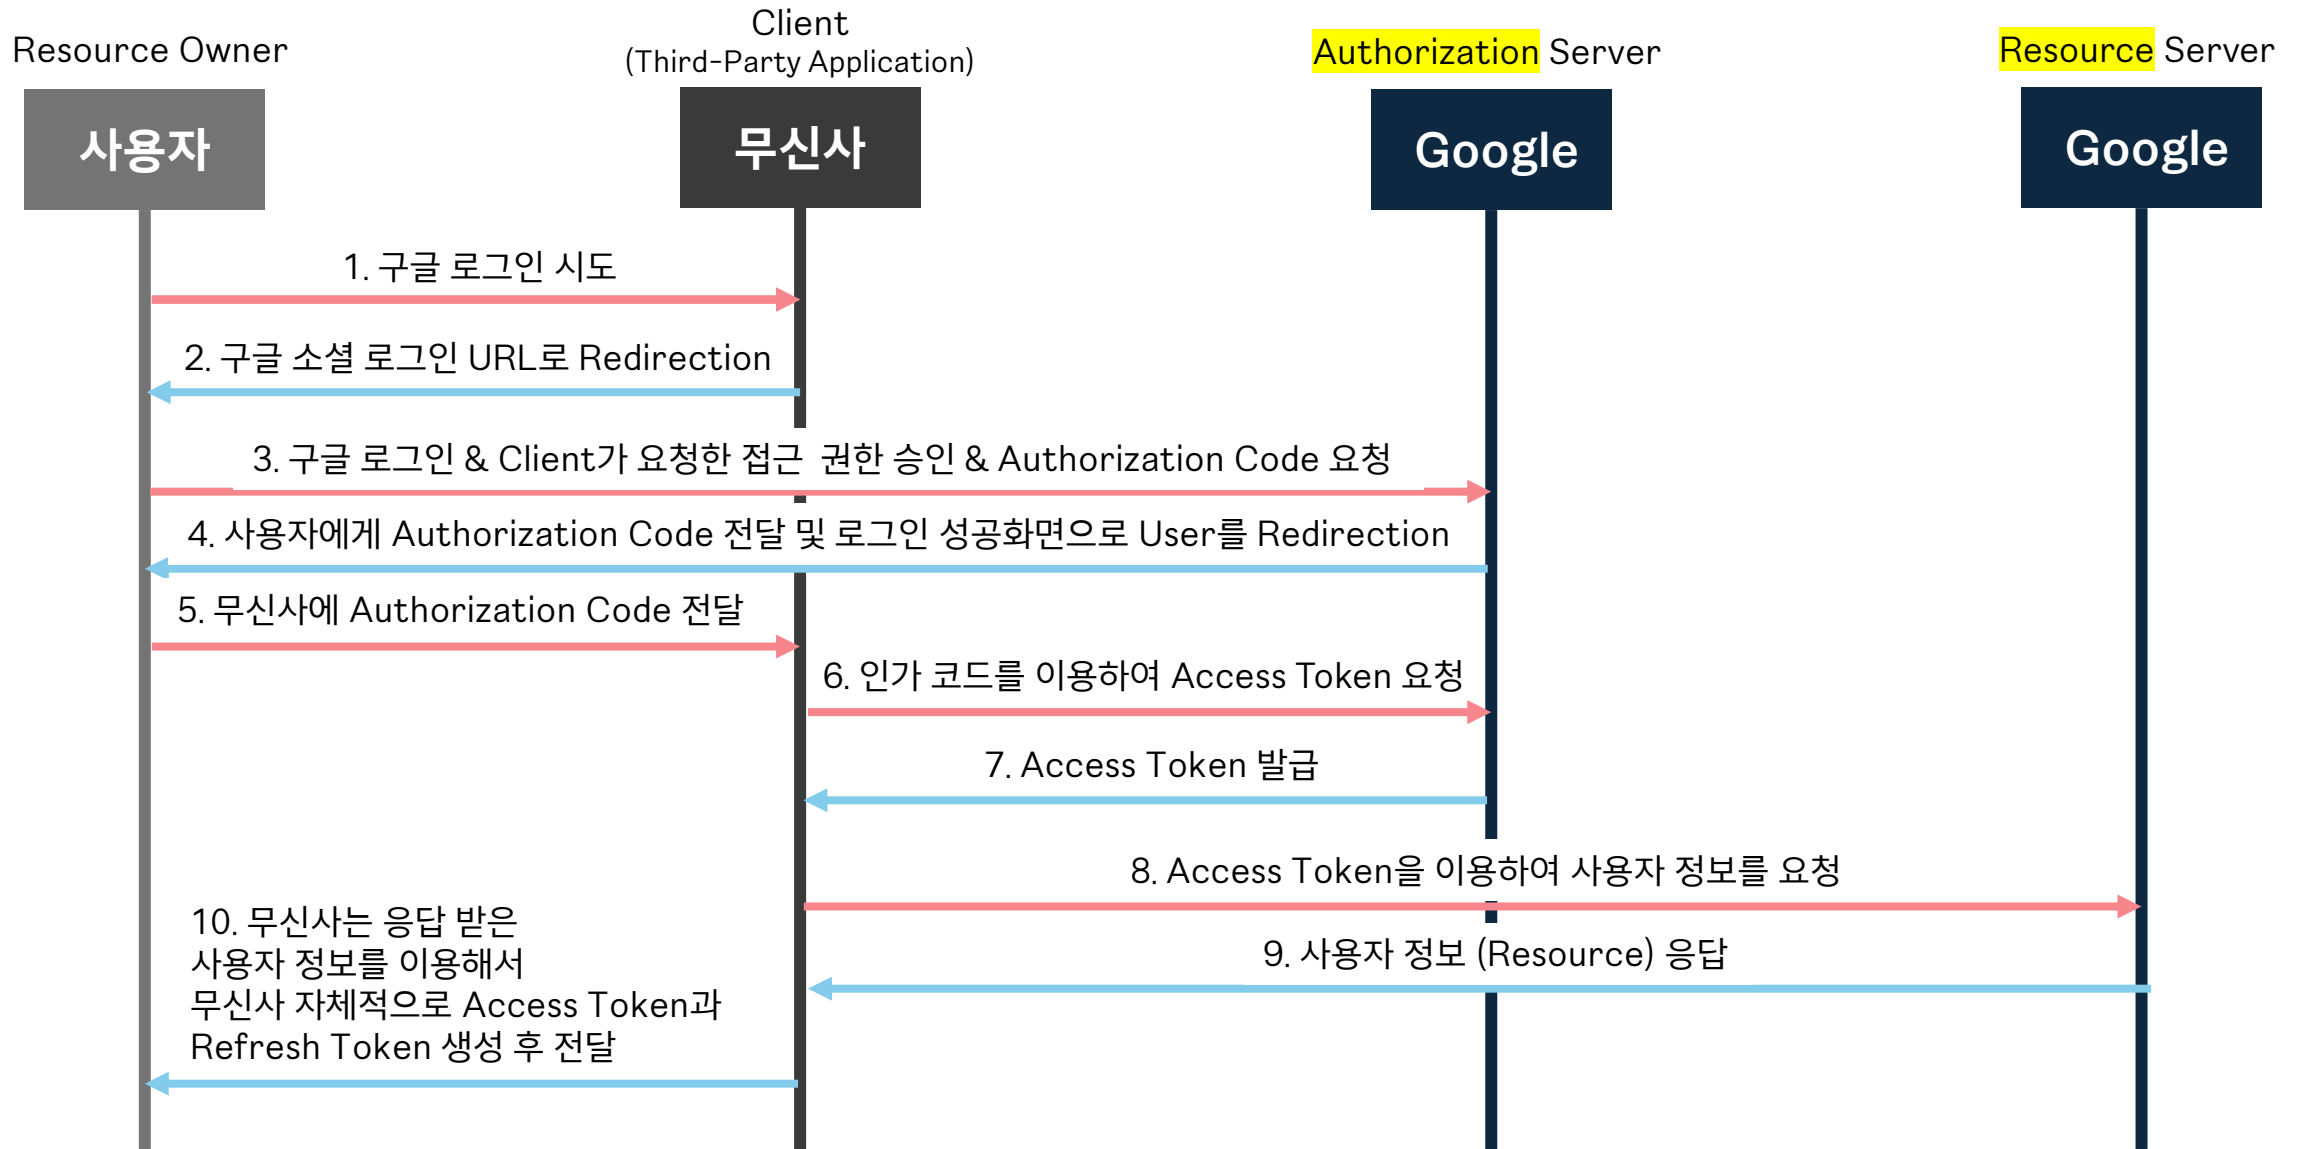 Resource Owner
Client
(Third-Party Application)
Authorization Server
Resource Server
사용자
무신사
Google
Google
1. 구글 로그인 시도
2. 구글 소셜 로그인 URL로 Redirection
3. 구글 로그인 & Client가 요청한 접근 권한 승인 & Authorization Code 요청
4. 사용자에게 Authorization Code 전달 및 로그인 성공화면으로 User를 Redirection
5. 무신사에 Authorization Code 전달
6. 인가 코드를 이용하여 Access Token 요청
7. Access Token 발급
8. Access Token을 이용하여 사용자 정보를 요청
9. 사용자 정보 (Resource) 응답
10. 무신사는 응답 받은
사용자 정보를 이용해서
무신사 자체적으로 Access Token과
Refresh Token 생성 후 전달